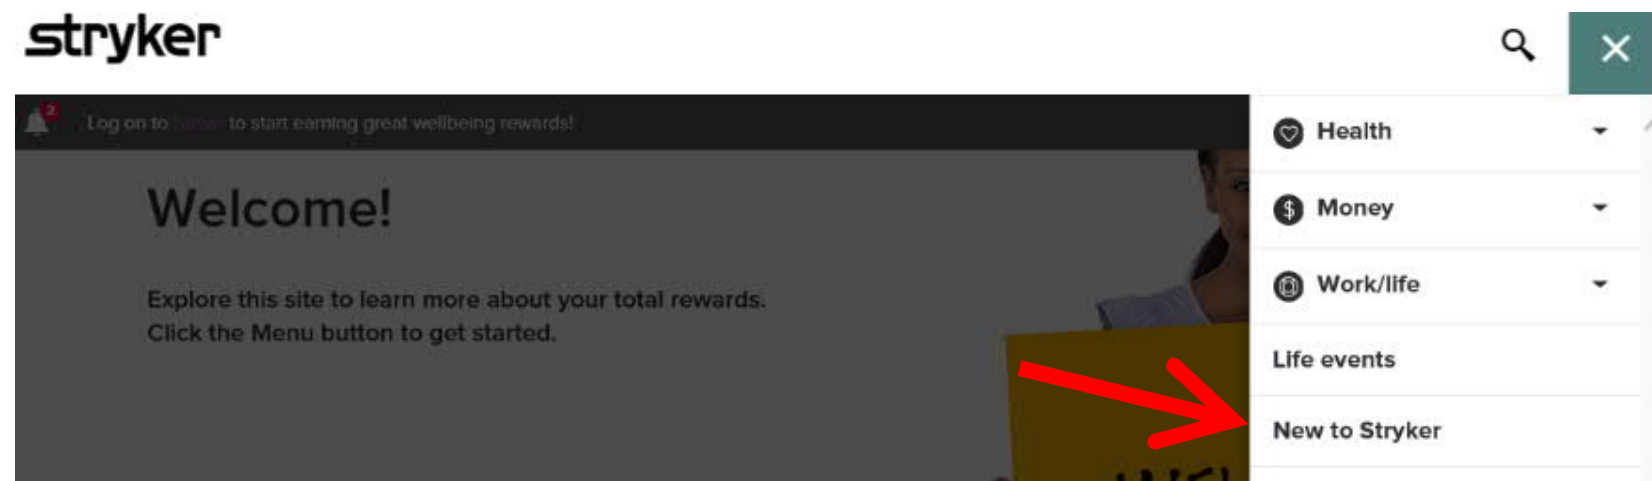 stryker
2
Log on to to start earning great wellbeing rewards!
Health
Money
Work/life
Life events
New to Stryker
Welcome!
Explore this site to learn more about your total rewards.
Click the Menu button to get started.